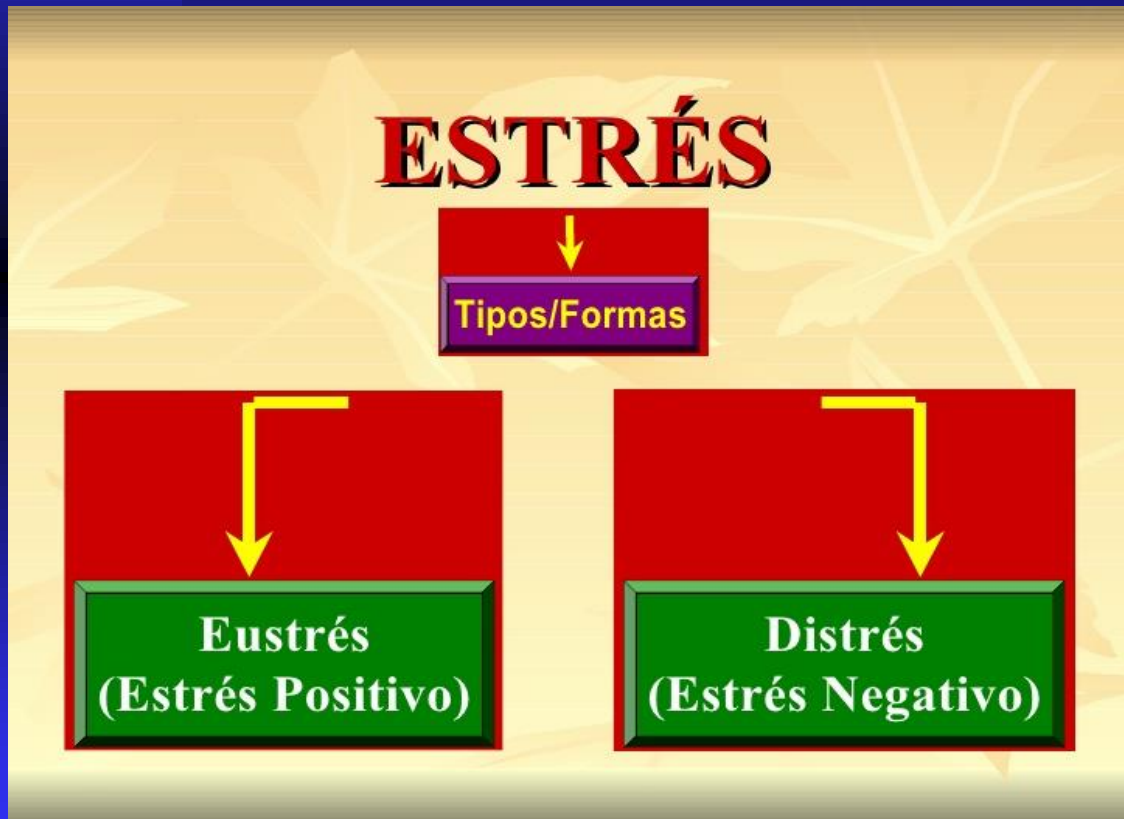 ESTRÉS
Tipos/Formas
Eustrés
(Estrés Positivo)
Distrés
(Estrés Negativo)